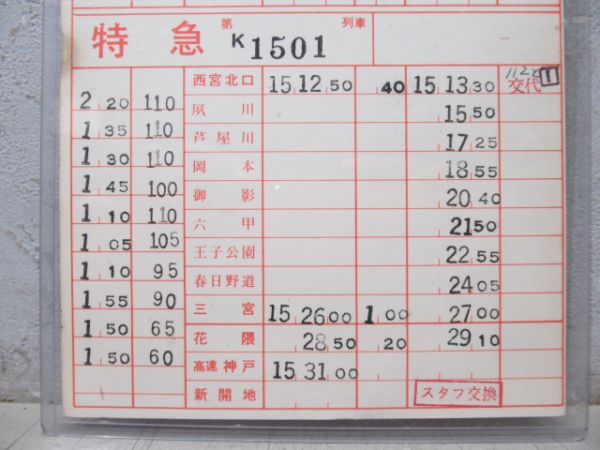 特急 第 K1501 列車
西宮北口 15 12 50 40 15 13 30 交代 1
2 20 110
夙川 15 50
1 35 110
芦屋川 17 25
1 30 110
岡本 18 55
1 45 100
御影 20 40
1 10 110
六甲 21 50
1 05 105
王子公園 22 55
1 10 95
春日野道 24 05
1 55 90
三宮 15 26 00 1 00 27 00
1 50 65
花隈 28 50 20 29 10
1 50 60
高速神戸 15 31 00
新開地 スタフ交換